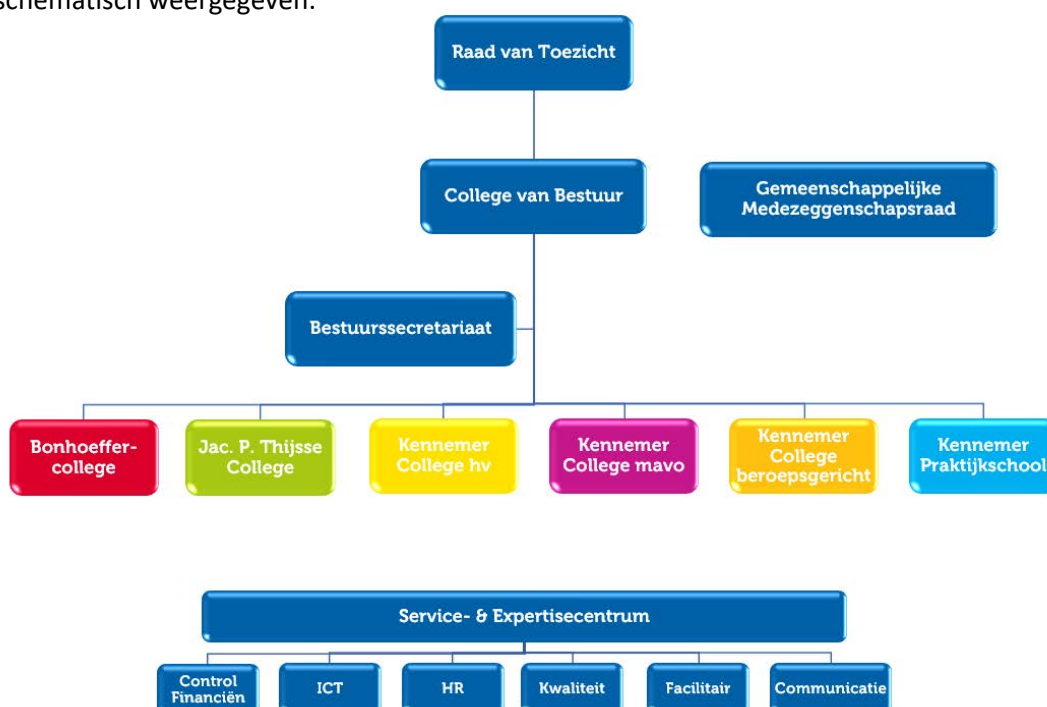 schematisch weergegeven:
Raad van Toezicht
College van Bestuur
Gemeenschappelijke
Medezeggenschapsraad
Bestuurssecretariaat
Bonhoeffer-
college
Jac. P. Thijsse
College
Kennemer
College hv
Kennemer
College mavo
Kennemer
College
beroepsgericht
Kennemer
Praktijkschool
Service- & Expertisecentrum
Control
Financiën
ICT
HR
Kwaliteit
Facilitair
Communicatie